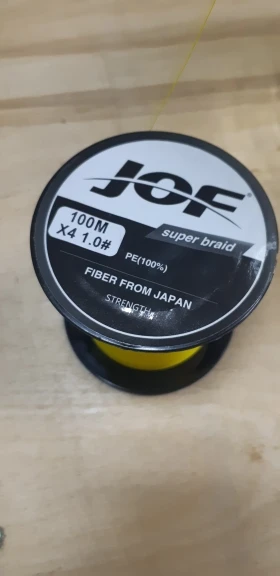 JOF®
super braid
100M
X4 1.0#
PE(100%)
FIBER FROM JAPAN
STRENGTH